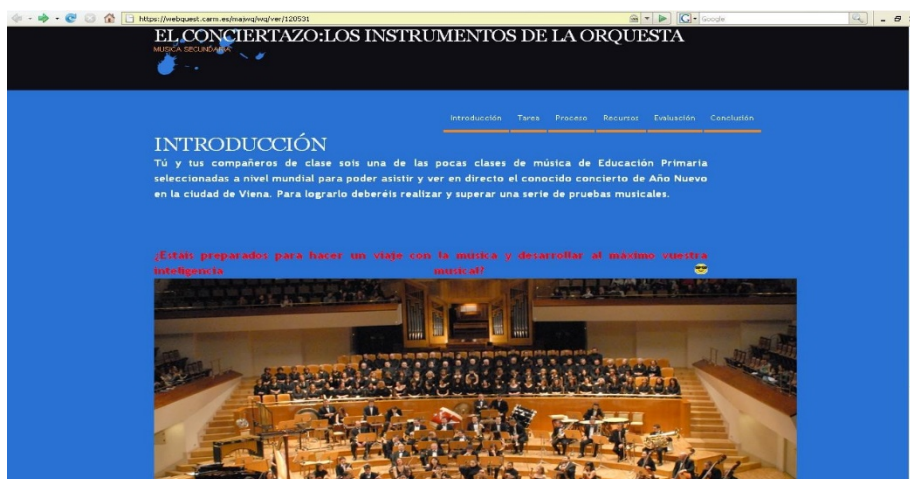 https://webquest.carm.es/majwq/wq/ver/120531
Google
EL CONCIERTAZO:LOS INSTRUMENTOS DE LA ORQUESTA
MUSICA SECUNDARIA
Introducción Tarea Proceso Recursos Evaluación Conclusión
INTRODUCCIÓN
Tú y tus compañeros de clase sois una de las pocas clases de música de Educación Primaria
seleccionadas a nivel mundial para poder asistir y ver en directo el conocido concierto de Año Nuevo
en la ciudad de Viena. Para lograrlo deberéis realizar y superar una serie de pruebas musicales.
¿Estáis preparados para hacer un viaje con la música y desarrollar al máximo vuestra
inteligencia musical?